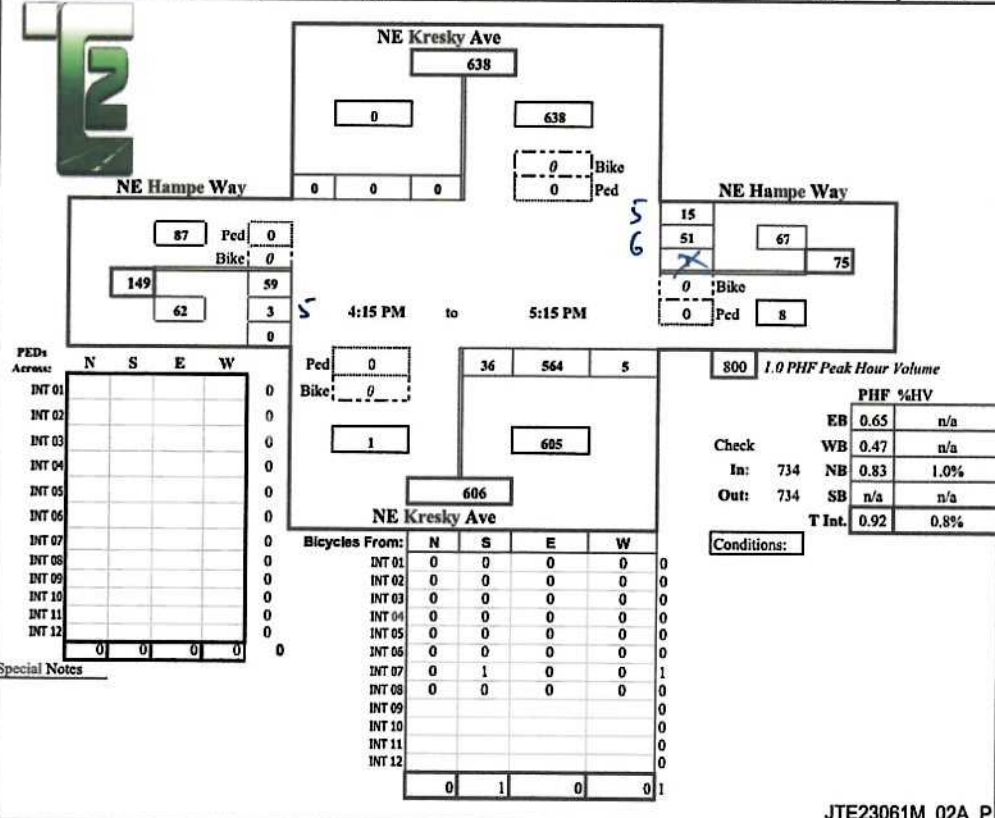 T2
NE Kresky Ave
638
0 638
0 Bike
0 Ped
0 0 0
NE Hampe Way
NE Hampe Way
5 15
87 Ped 0
6 51 67
Bike 0
75
149 59
0 Bike
62 3 5 4:15 PM to 5:15 PM
0 Ped 8
0
PEDs Across: N S E W
Ped 0
Bike 0
36 564 5
800 1.0 PHF Peak Hour Volume
PHF %HV
EB 0.65 n/a
Check WB 0.47 n/a
In: 734 NB 0.83 1.0%
Out: 734 SB n/a n/a
T Int. 0.92 0.8%
Conditions:
1 605
606
NE Kresky Ave
INT 01 0
INT 02 0
INT 03 0
INT 04 0
INT 05 0
INT 06 0
INT 07 0
INT 08 0
INT 09 0
INT 10 0
INT 11 0
INT 12 0
0 0 0 0 0
Special Notes
Bicycles From: N S E W
INT 01 0 0 0 0 0
INT 02 0 0 0 0 0
INT 03 0 0 0 0 0
INT 04 0 0 0 0 0
INT 05 0 0 0 0 0
INT 06 0 0 0 0 0
INT 07 0 1 0 0 1
INT 08 0 0 0 0 0
INT 09 0
INT 10 0
INT 11 0
INT 12 0
0 1 0 0 1
JTE23061M_02A_P